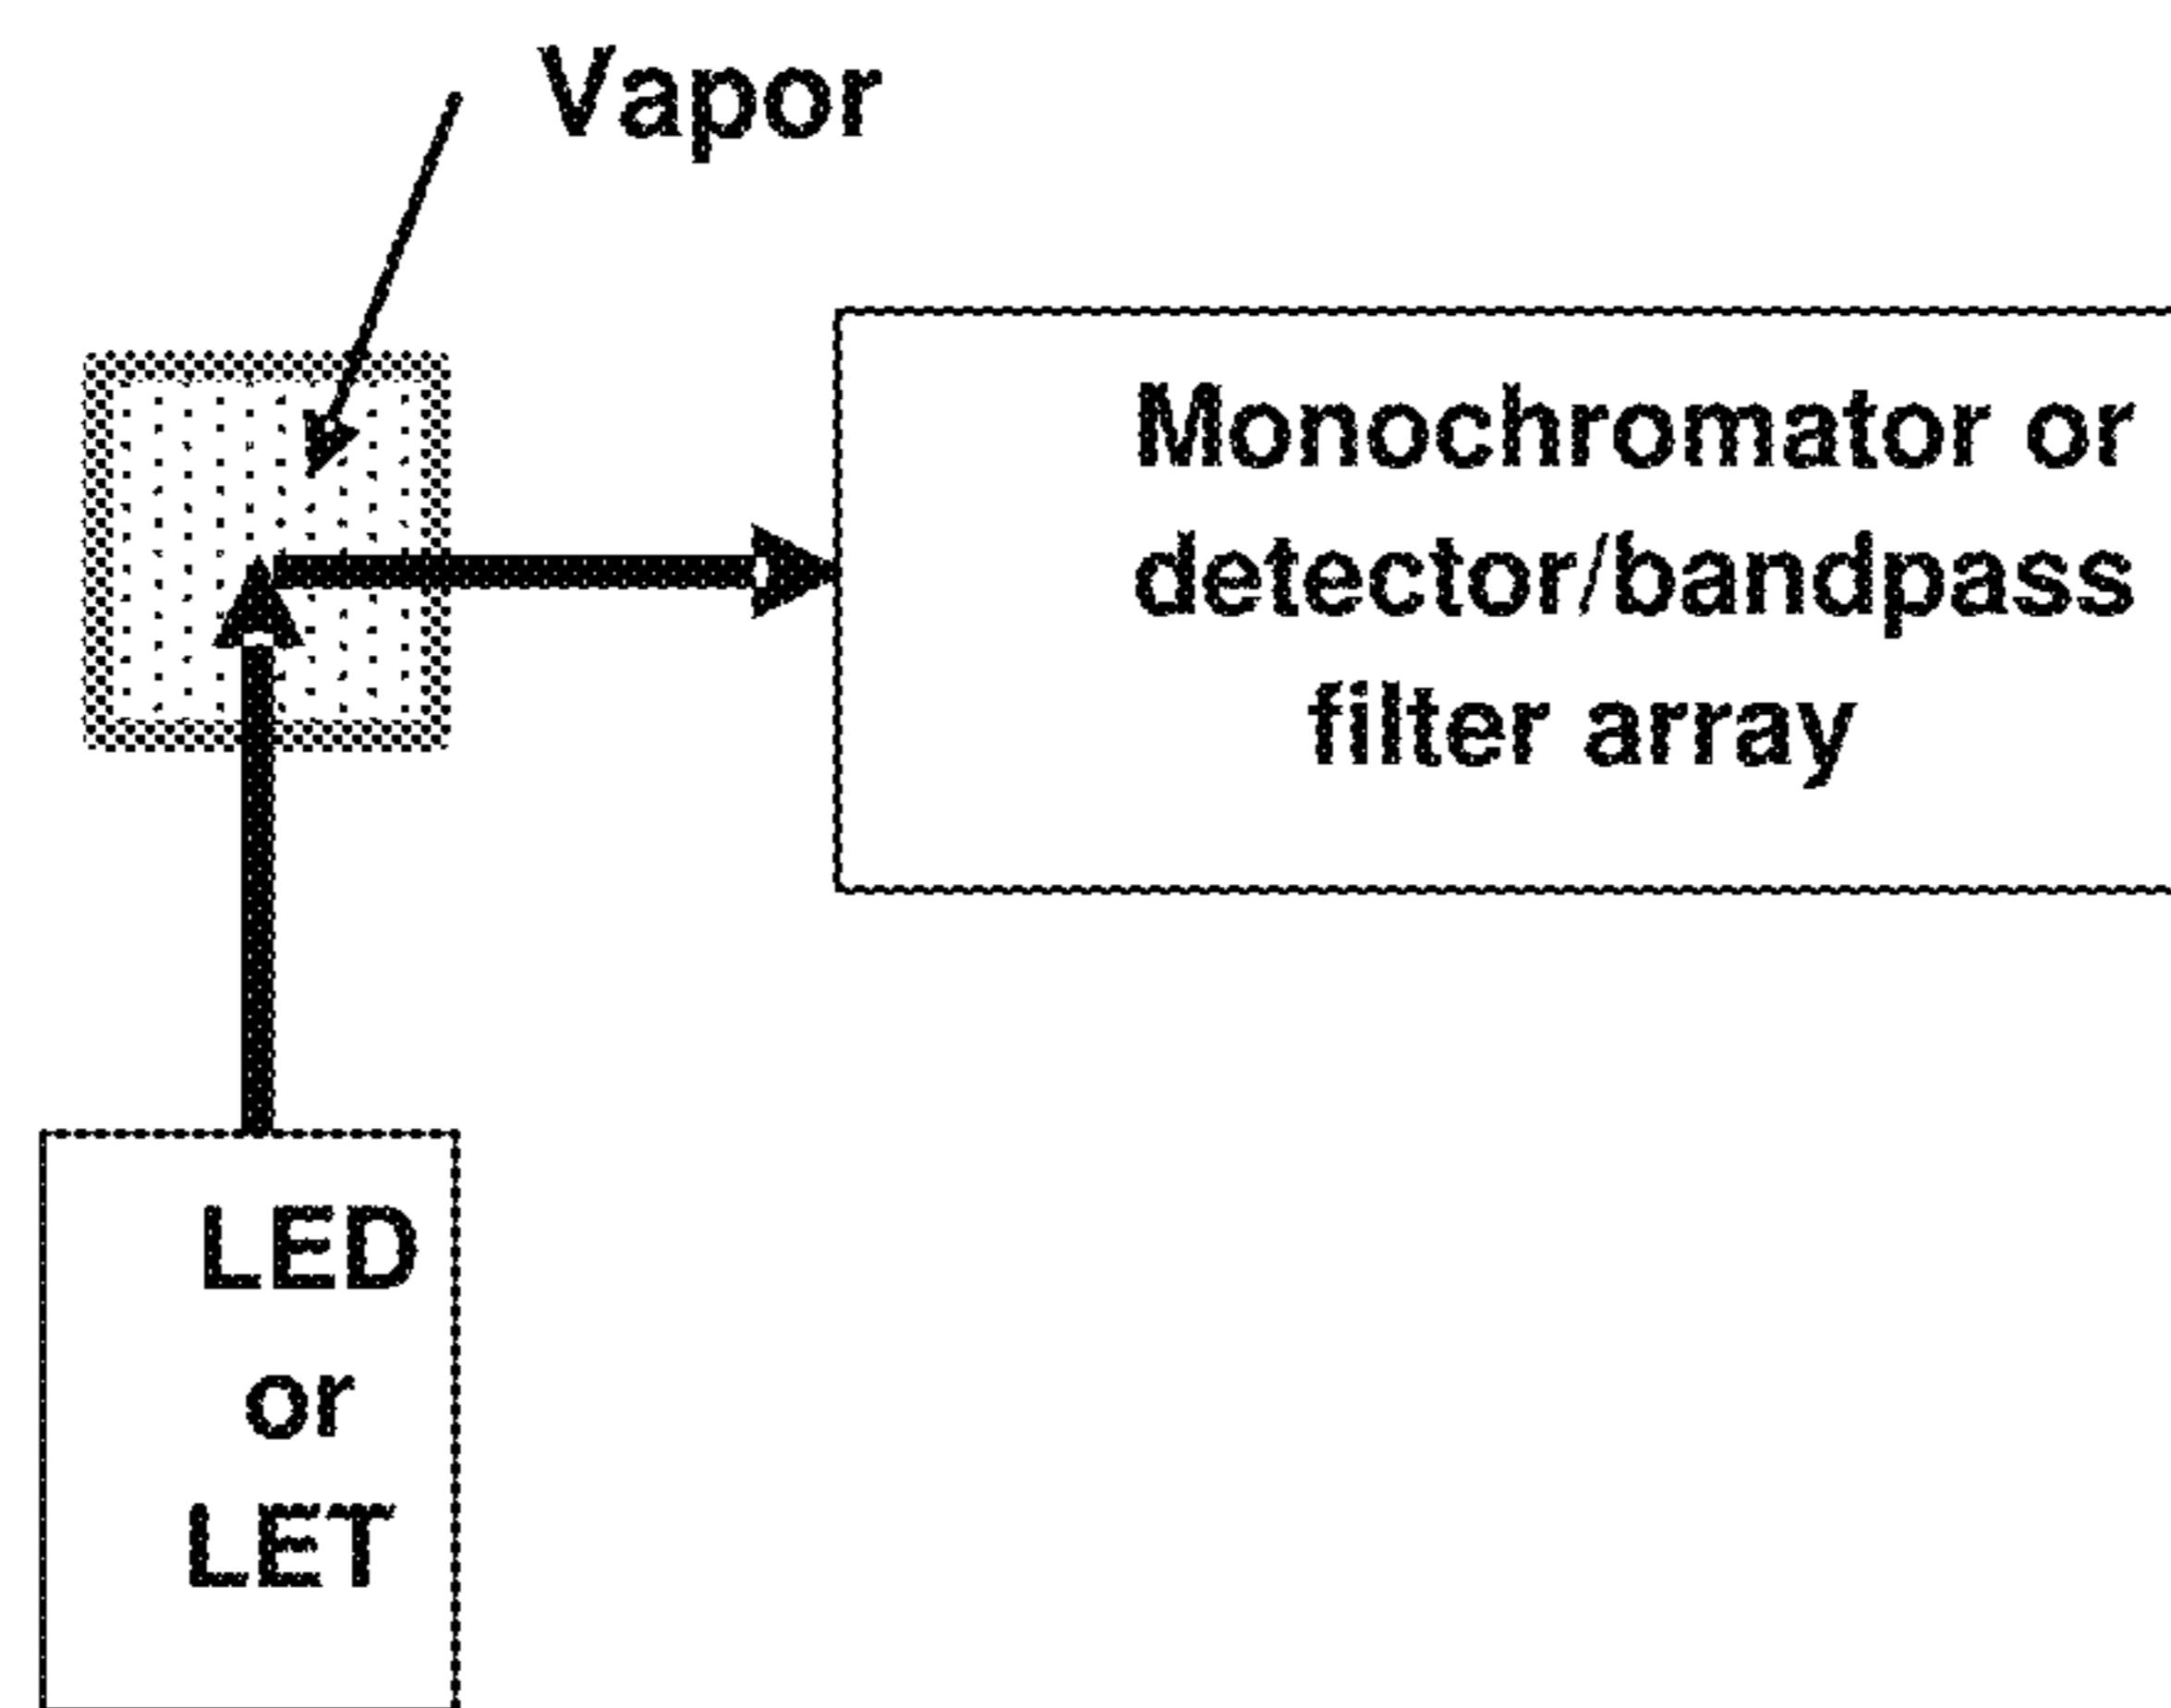 Vapor
Monochromator or
detector/bandpass
filter array
LED
or
LET